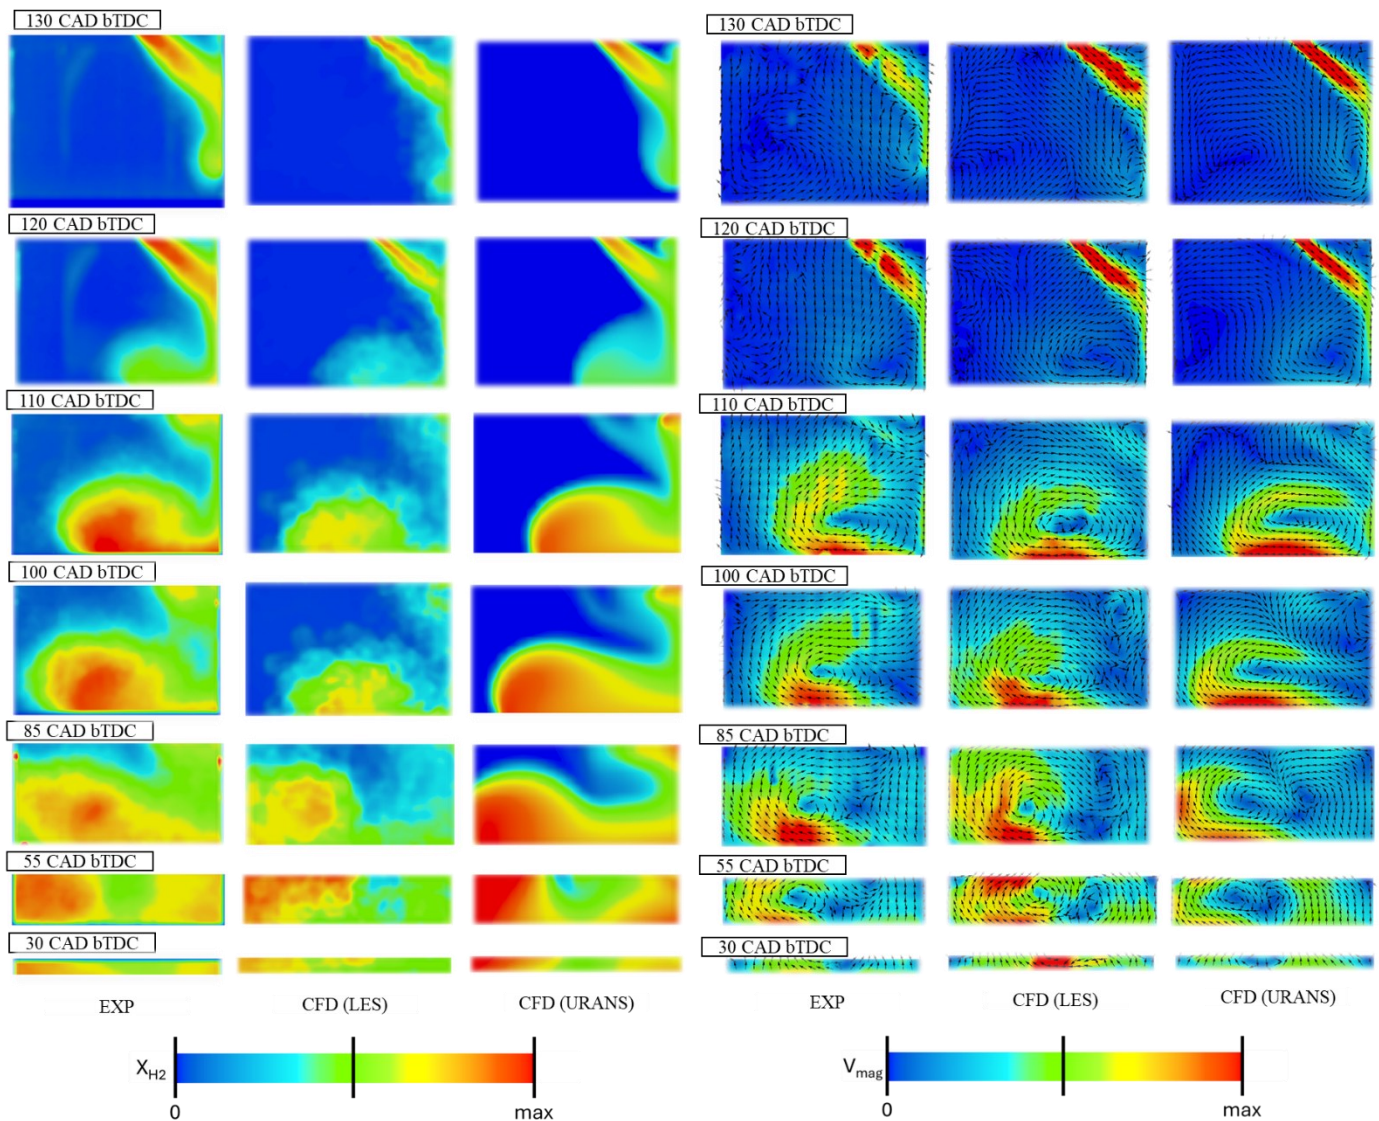 130 CAD bTDC
130 CAD bTDC
120 CAD bTDC
120 CAD bTDC
110 CAD bTDC
110 CAD bTDC
100 CAD bTDC
100 CAD bTDC
85 CAD bTDC
85 CAD bTDC
55 CAD bTDC
55 CAD bTDC
30 CAD bTDC
30 CAD bTDC
EXP
CFD (LES)
CFD (URANS)
EXP
CFD (LES)
CFD (URANS)
XH2
0
max
Vmag
0
max